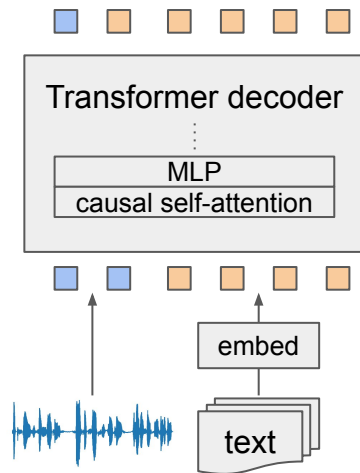 Transformer decoder
MLP
causal self-attention
embed
text